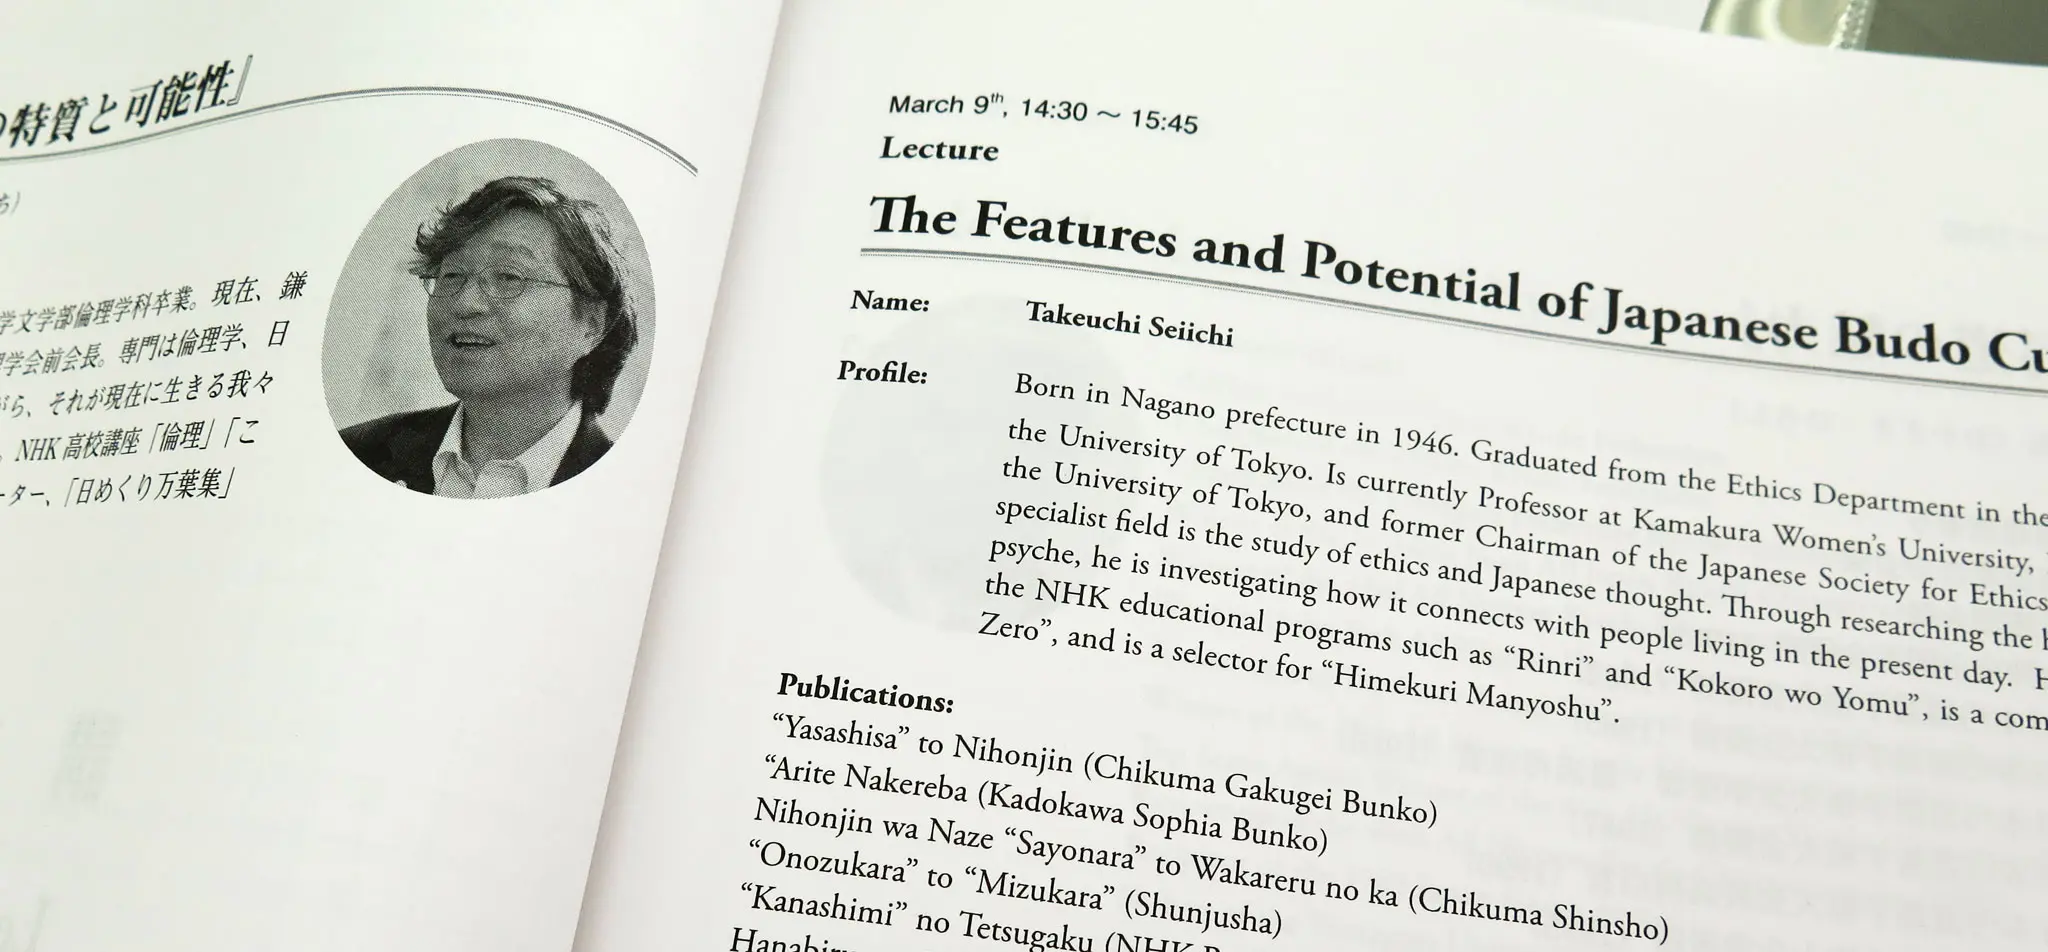 の特質と可能性』
ち）
学文学部倫理学科卒業。現在、鎌
理学会前会長。専門は倫理学、日
がら、それが現在に生きる我々
。NHK高校講座「倫理」「こ
ーター、「日めくり万葉集」
March 9th, 14:30 ～ 15:45
Lecture
The Features and Potential of Japanese Budo Cu
Name: Takeuchi Seiichi
Profile: Born in Nagano prefecture in 1946. Graduated from the Ethics Department in the
the University of Tokyo. Is currently Professor at Kamakura Women's University,
the University of Tokyo, and former Chairman of the Japanese Society for Ethics
specialist field is the study of ethics and Japanese thought. Through researching the
psyche, he is investigating how it connects with people living in the present day. H
the NHK educational programs such as “Rinri” and “Kokoro wo Yomu”, is a com
Zero”, and is a selector for “Himekuri Manyoshu”.
Publications:
“Yasashisa” to Nihonjin (Chikuma Gakugei Bunko)
“Arite Nakereba (Kadokawa Sophia Bunko)
Nihonjin wa Naze “Sayonara” to Wakareru no ka (Chikuma Shinsho)
“Onozukara” to “Mizukara” (Shunjusha)
“Kanashimi” no Tetsugaku (NHK